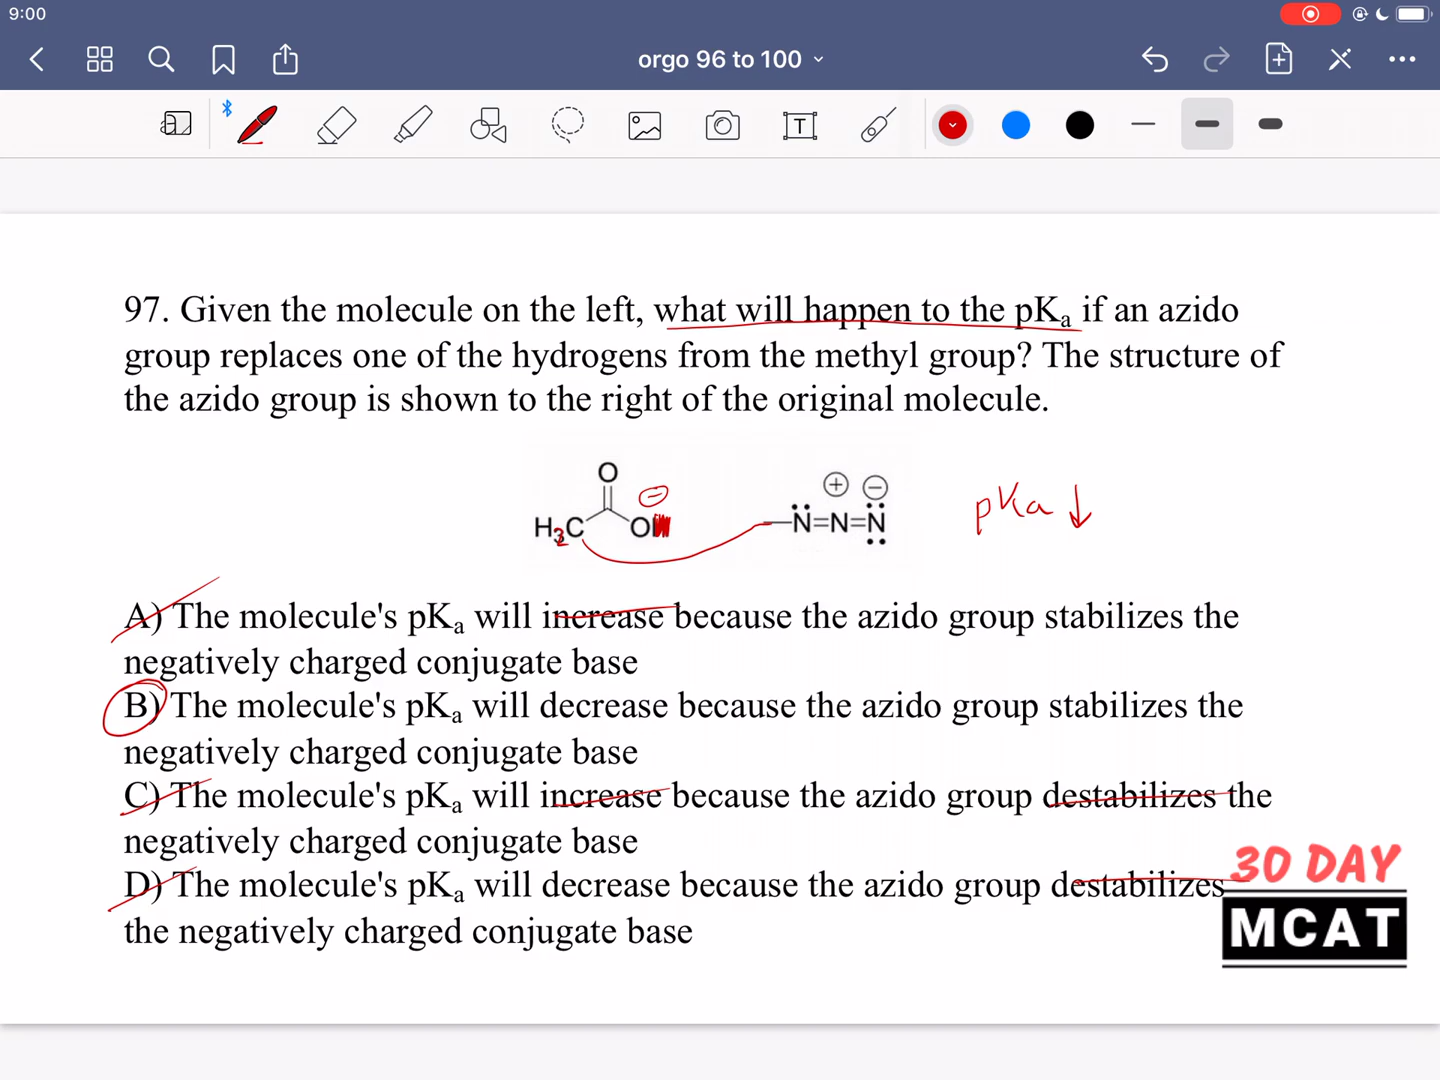 9:00
orgo 96 to 100
a
T
97. Given the molecule on the left, what will happen to the pKa if an azido
group replaces one of the hydrogens from the methyl group? The structure of
the azido group is shown to the right of the original molecule.
O
H3C
2
O
N=N=N
pKa ↓
A) The molecule's pKa will increase because the azido group stabilizes the
negatively charged conjugate base
B) The molecule's pKa will decrease because the azido group stabilizes the
negatively charged conjugate base
C) The molecule's pKa will increase because the azido group destabilizes the
negatively charged conjugate base
D) The molecule's pKa will decrease because the azido group destabilizes
the negatively charged conjugate base
30 DAY
MCAT